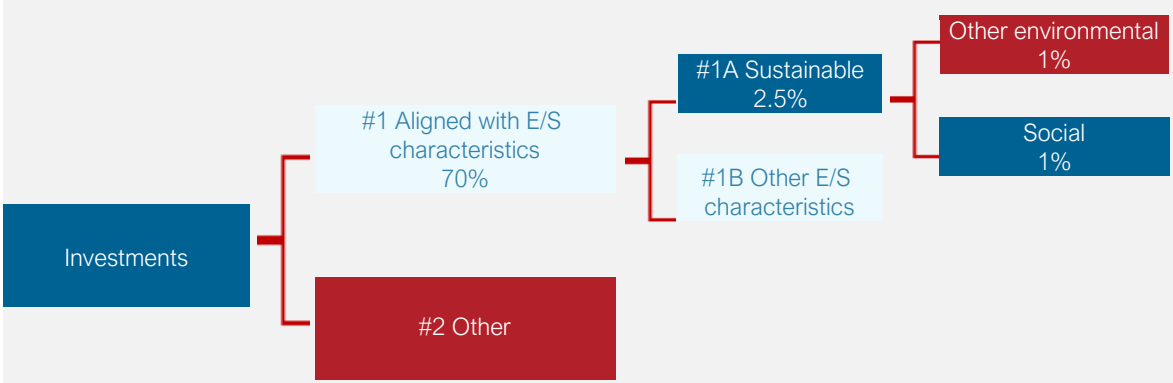 Investments
#1 Aligned with E/S
characteristics
70%
#2 Other
#1A Sustainable
2.5%
#1B Other E/S
characteristics
Other environmental
1%
Social
1%